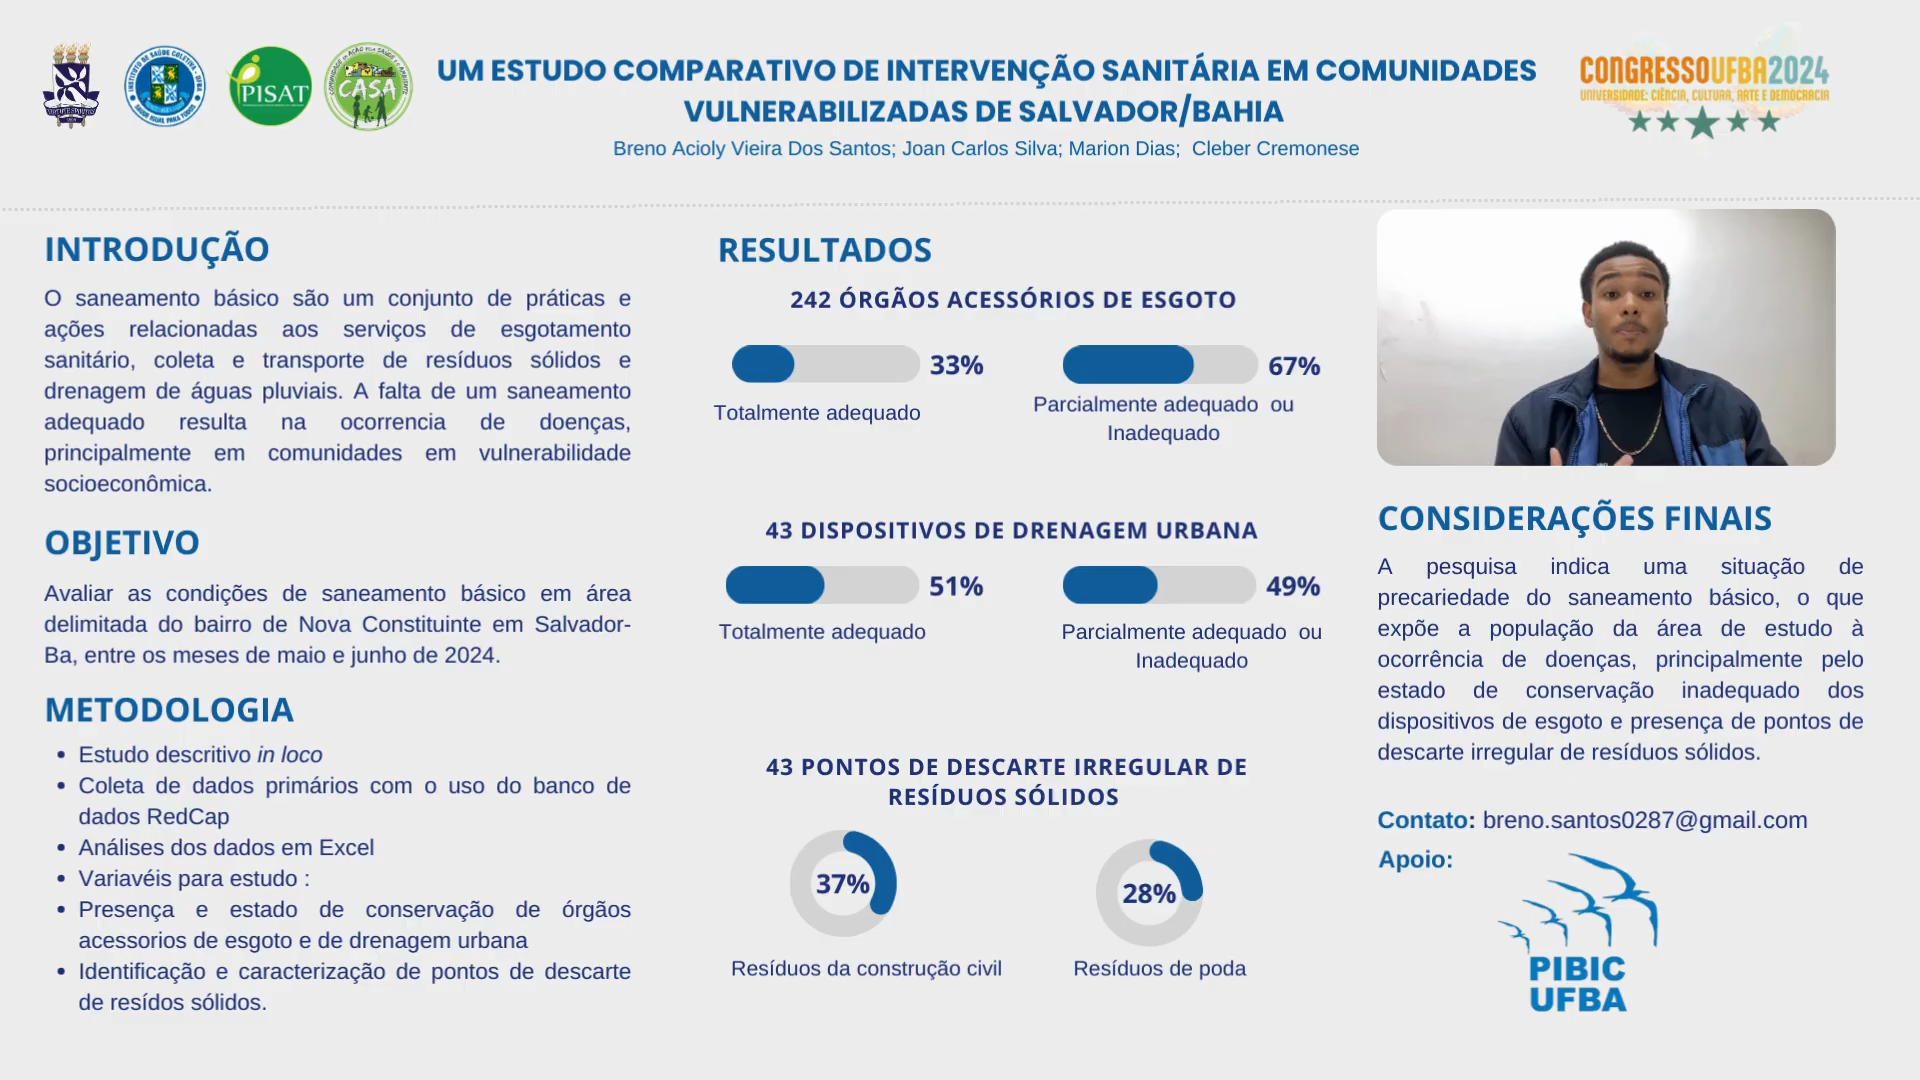 PISAT
CASA
UM ESTUDO COMPARATIVO DE INTERVENÇÃO SANITÁRIA EM COMUNIDADES
VULNERABILIZADAS DE SALVADOR/BAHIA
Breno Acioly Vieira Dos Santos; Joan Carlos Silva; Marion Dias;  Cleber Cremonese
CONGRESSOUFBA2024
UNIVERSIDADE: CIÊNCIA, CULTURA, ARTE E DEMOCRACIA
INTRODUÇÃO
O saneamento básico são um conjunto de práticas e
ações relacionadas aos serviços de esgotamento
sanitário, coleta e transporte de resíduos sólidos e
drenagem de águas pluviais. A falta de um saneamento
adequado resulta na ocorrencia de doenças,
principalmente em comunidades em vulnerabilidade
socioeconômica.
OBJETIVO
Avaliar as condições de saneamento básico em área
delimitada do bairro de Nova Constituinte em Salvador-
Ba, entre os meses de maio e junho de 2024.
METODOLOGIA
• Estudo descritivo in loco
• Coleta de dados primários com o uso do banco de
dados RedCap
• Análises dos dados em Excel
• Variavéis para estudo :
• Presença e estado de conservação de órgãos
acessorios de esgoto e de drenagem urbana
• Identificação e caracterização de pontos de descarte
de resídos sólidos.
RESULTADOS
242 ÓRGÃOS ACESSÓRIOS DE ESGOTO
33%
67%
Totalmente adequado
Parcialmente adequado  ou
Inadequado
43 DISPOSITIVOS DE DRENAGEM URBANA
51%
49%
Totalmente adequado
Parcialmente adequado  ou
Inadequado
43 PONTOS DE DESCARTE IRREGULAR DE
RESÍDUOS SÓLIDOS
37%
28%
Resíduos da construção civil
Resíduos de poda
CONSIDERAÇÕES FINAIS
A pesquisa indica uma situação de
precariedade do saneamento básico, o que
expõe a população da área de estudo à
ocorrência de doenças, principalmente pelo
estado de conservação inadequado dos
dispositivos de esgoto e presença de pontos de
descarte irregular de resíduos sólidos.
Contato: breno.santos0287@gmail.com
Apoio:
PIBIC
UFBA